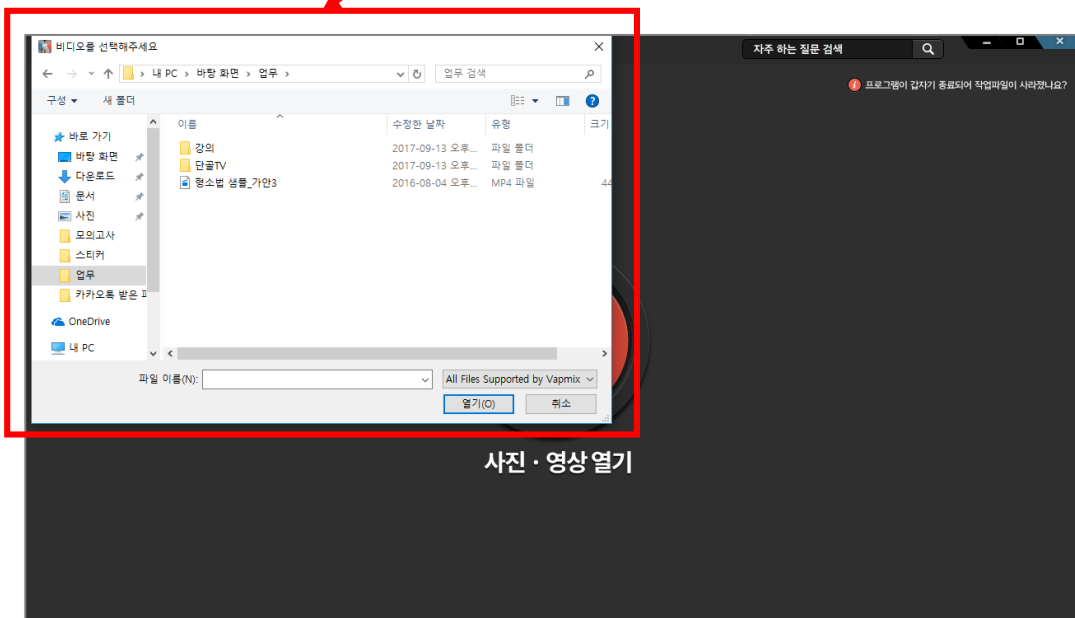 비디오를 선택해주세요
자주 하는 질문 검색
내 PC › 바탕 화면 › 업무 ›
업무 검색
프로그램이 갑자기 종료되어 작업파일이 사라졌나요?
구성 새 폴더
이름 수정한 날짜 유형 크기
바로 가기
바탕 화면
다운로드
문서
사진
모의고사
스티커
업무
카카오톡 받은
OneDrive
내 PC
강의 2017-09-13 오후... 파일 폴더
단골TV 2017-09-13 오후... 파일 폴더
형소법 샘플_가안3 2016-08-04 오후... MP4 파일 44
파일 이름(N):
All Files Supported by Vapmix
열기(O) 취소
사진 · 영상 열기